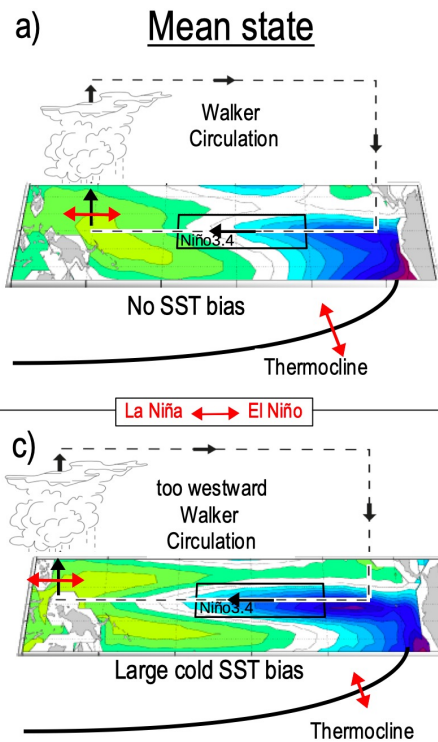 a)
Mean state
Walker
Circulation
Niño3.4
No SST bias
Thermocline
La Niña
El Niño
c)
too westward
Walker
Circulation
Niño3.4
Large cold SST bias
Thermocline